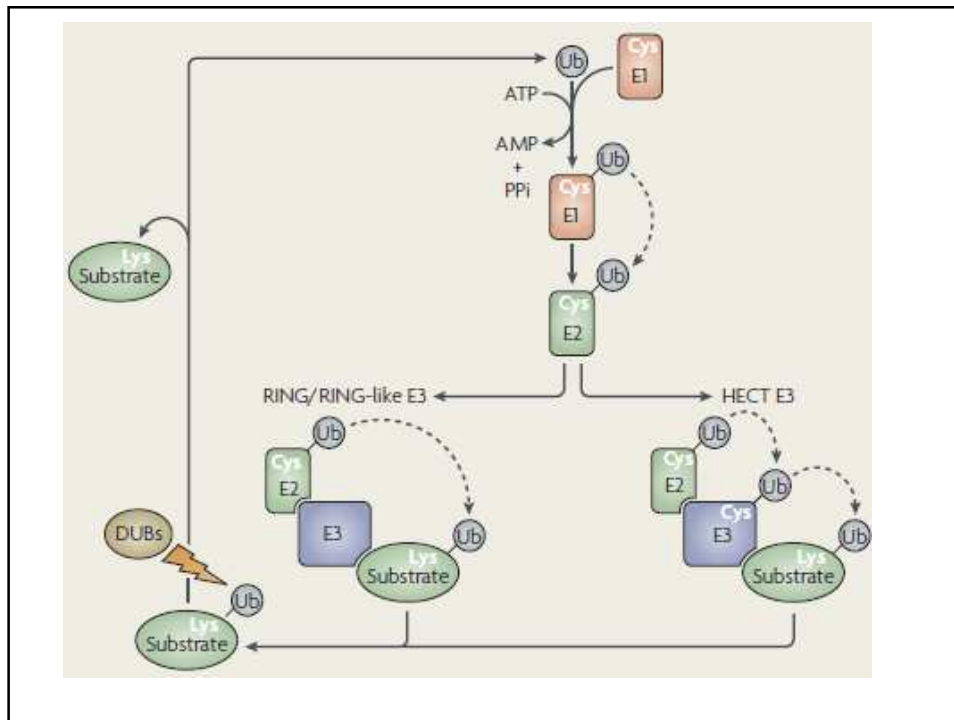 Ub
Cys
E1
ATP
AMP
+
PPi
Ub
Cys
E1
Lys
Substrate
Ub
Cys
E2
RING/RING-like E3
HECT E3
Ub
Cys
E2
E3
Ub
Lys
Substrate
Ub
Cys
E2
Ub
Cys
E3
Ub
Lys
Substrate
DUBs
Ub
Lys
Substrate